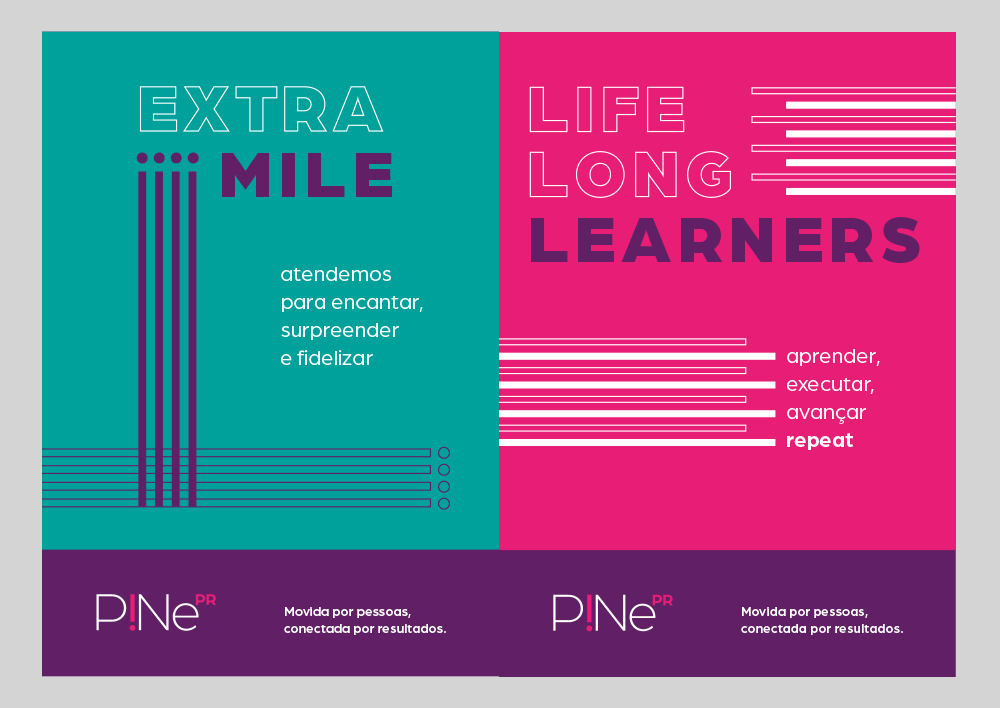 EXTRA
MILE
atendemos
para encantar,
surpreender
e fidelizar
P!Ne PR
Movida por pessoas,
conectada por resultados.
LIFE
LONG
LEARNERS
aprender,
executar,
avançar
repeat
P!Ne PR
Movida por pessoas,
conectada por resultados.